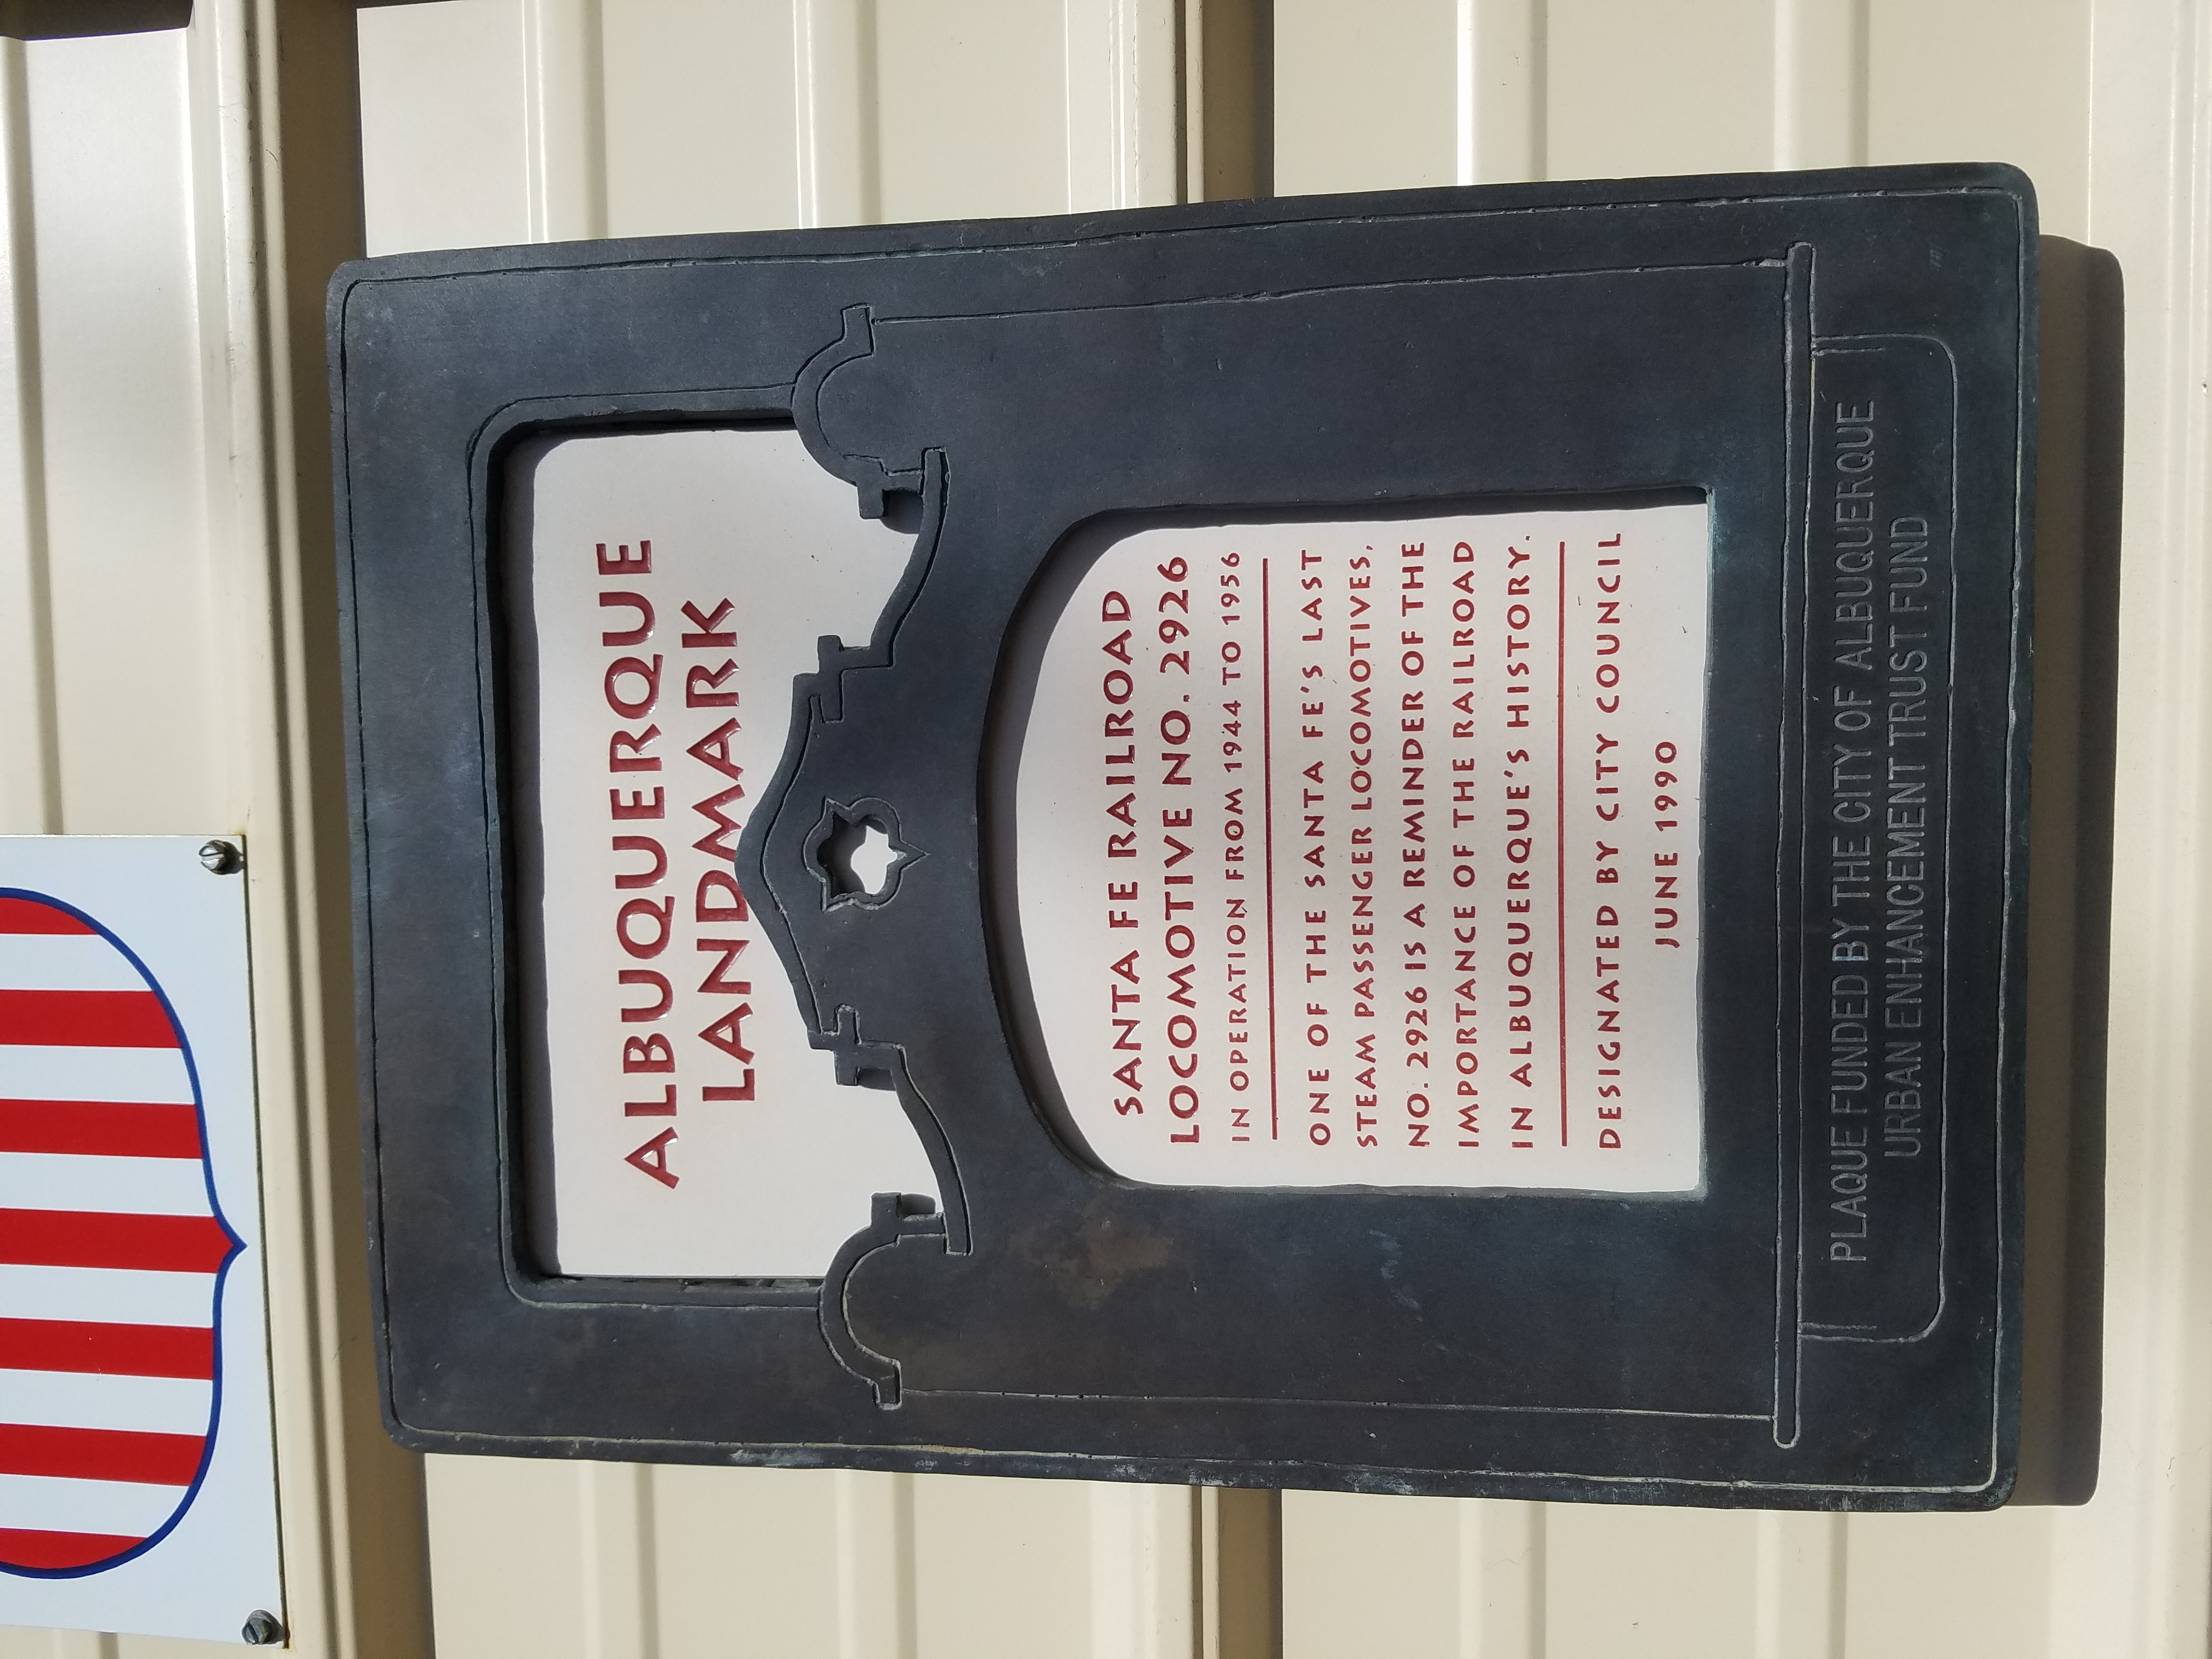 ALBUQUERQUE
LANDMARK
SANTA FE RAILROAD
LOCOMOTIVE NO. 2926
IN OPERATION FROM 1944 TO 1956
ONE OF THE SANTA FE'S LAST
STEAM PASSENGER LOCOMOTIVES,
NO. 2926 IS A REMINDER OF THE
IMPORTANCE OF THE RAILROAD
IN ALBUQUERQUE'S HISTORY.
DESIGNATED BY CITY COUNCIL
JUNE 1990
PLAQUE FUNDED BY THE CITY OF ALBUQUERQUE
URBAN ENHANCEMENT TRUST FUND